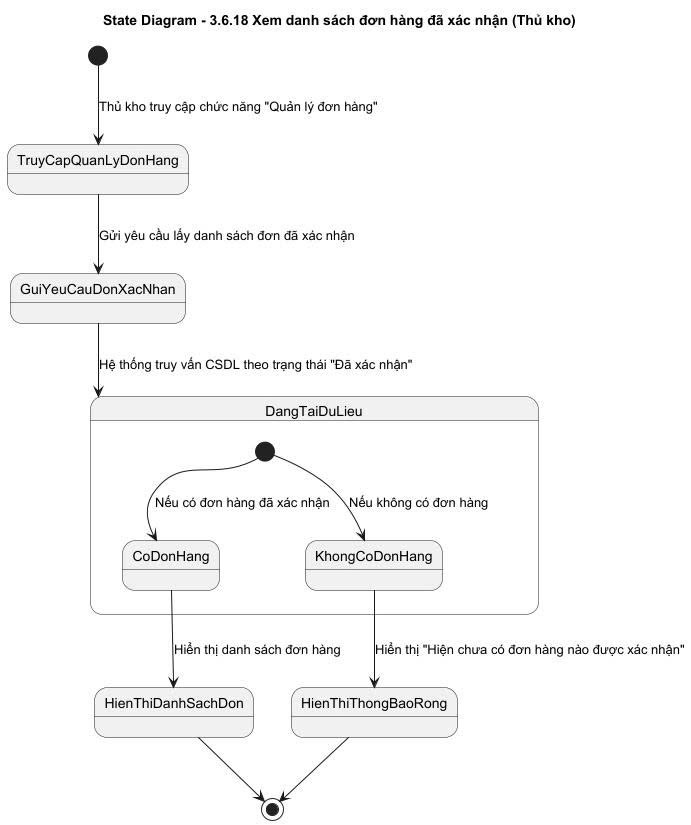 State Diagram - 3.6.18 Xem danh sách đơn hàng đã xác nhận (Thủ kho)
Thủ kho truy cập chức năng "Quản lý đơn hàng"
TruyCapQuanLyDonHang
Gửi yêu cầu lấy danh sách đơn đã xác nhận
GuiYeuCauDonXacNhan
Hệ thống truy vấn CSDL theo trạng thái "Đã xác nhận"
DangTaiDuLieu
Nếu có đơn hàng đã xác nhận
Nếu không có đơn hàng
CoDonHang
KhongCoDonHang
Hiển thị danh sách đơn hàng
Hiển thị "Hiện chưa có đơn hàng nào được xác nhận"
HienThiDanhSachDon
HienThiThongBaoRong